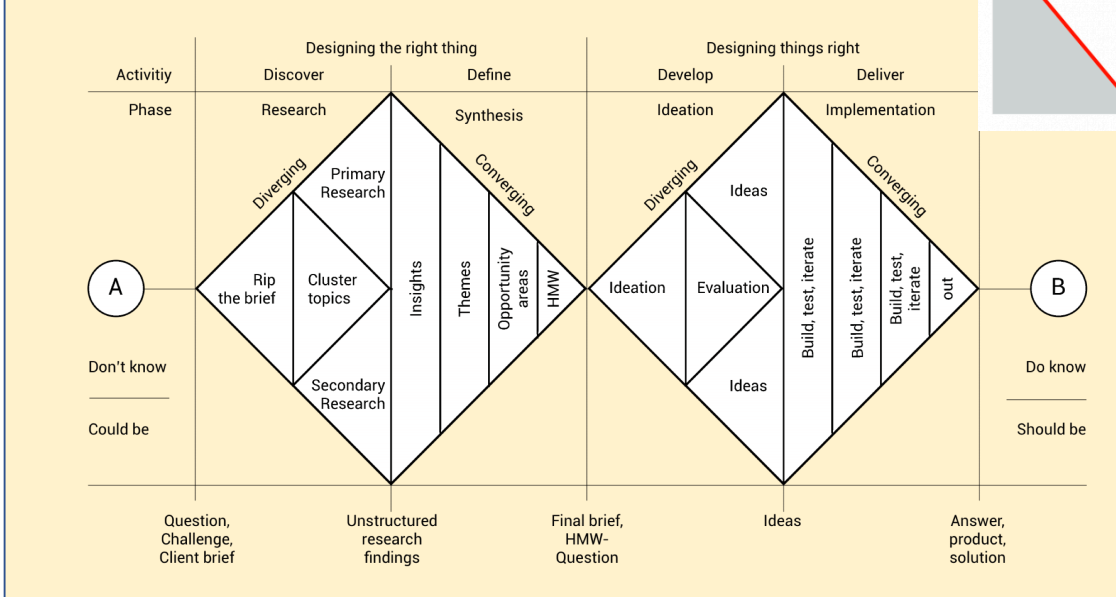 Designing the right thing
Designing things right
Activitiy
Discover
Define
Develop
Deliver
Phase
Research
Synthesis
Ideation
Implementation
Diverging
Converging
Diverging
Converging
Primary
Research
Ideas
A
Rip
the brief
Cluster
topics
Insights
Themes
Opportunity
areas
HMW
Ideation
Evaluation
Build, test, iterate
Build, test, iterate
Build, test,
iterate
out
B
Don't know
Do know
Secondary
Research
Ideas
Could be
Should be
Question,
Challenge,
Client brief
Unstructured
research
findings
Final brief,
HMW-
Question
Ideas
Answer,
product,
solution